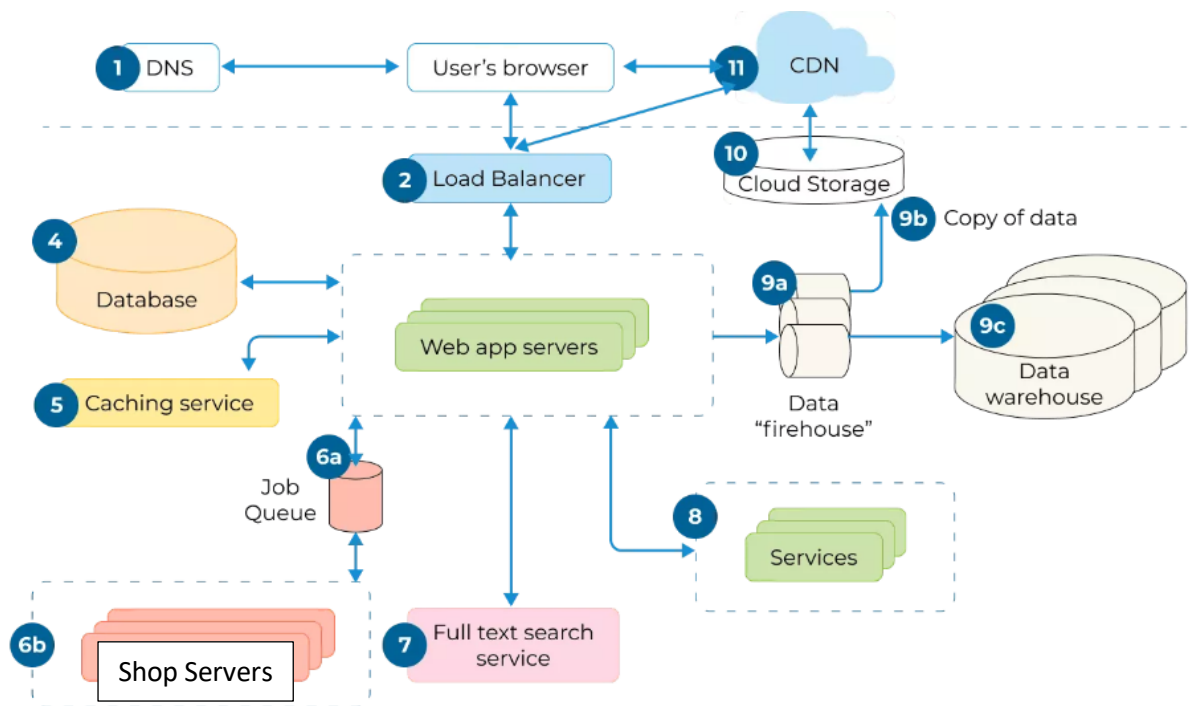 1 DNS
User's browser
11 CDN
2 Load Balancer
10
Cloud Storage
9b Copy of data
4
Database
9a
9c
Web app servers
Data
warehouse
5 Caching service
Data
“firehouse”
6a
Job
Queue
8
Services
6b
Shop Servers
7 Full text search
service